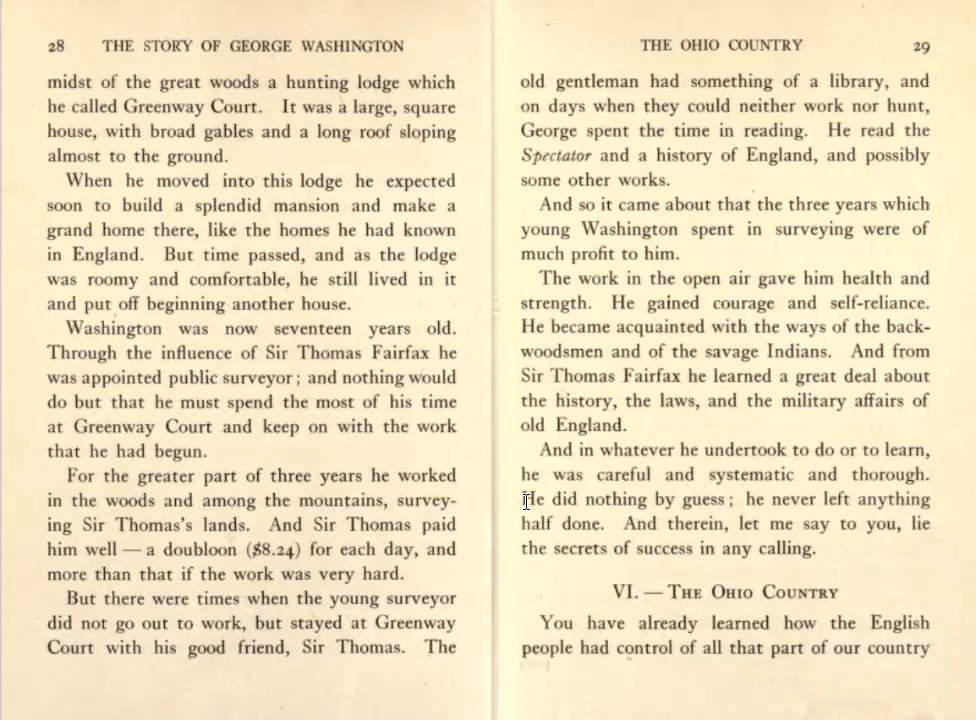 28 THE STORY OF GEORGE WASHINGTON
midst of the great woods a hunting lodge which
he called Greenway Court. It was a large, square
house, with broad gables and a long roof sloping
almost to the ground.
When he moved into this lodge he expected
soon to build a splendid mansion and make a
grand home there, like the homes he had known
in England. But time passed, and as the lodge
was roomy and comfortable, he still lived in it
and put off beginning another house.
Washington was now seventeen years old.
Through the influence of Sir Thomas Fairfax he
was appointed public surveyor; and nothing would
do but that he must spend the most of his time
at Greenway Court and keep on with the work
that he had begun.
For the greater part of three years he worked
in the woods and among the mountains, survey-
ing Sir Thomas's lands. And Sir Thomas paid
him well — a doubloon ($8.24) for each day, and
more than that if the work was very hard.
But there were times when the young surveyor
did not go out to work, but stayed at Greenway
Court with his good friend, Sir Thomas. The
THE OHIO COUNTRY 29
old gentleman had something of a library, and
on days when they could neither work nor hunt,
George spent the time in reading. He read the
Spectator and a history of England, and possibly
some other works.
And so it came about that the three years which
young Washington spent in surveying were of
much profit to him.
The work in the open air gave him health and
strength. He gained courage and self-reliance.
He became acquainted with the ways of the back-
woodsmen and of the savage Indians. And from
Sir Thomas Fairfax he learned a great deal about
the history, the laws, and the military affairs of
old England.
And in whatever he undertook to do or to learn,
he was careful and systematic and thorough.
He did nothing by guess; he never left anything
half done. And therein, let me say to you, lie
the secrets of success in any calling.
VI. — THE OHIO COUNTRY
You have already learned how the English
people had control of all that part of our country